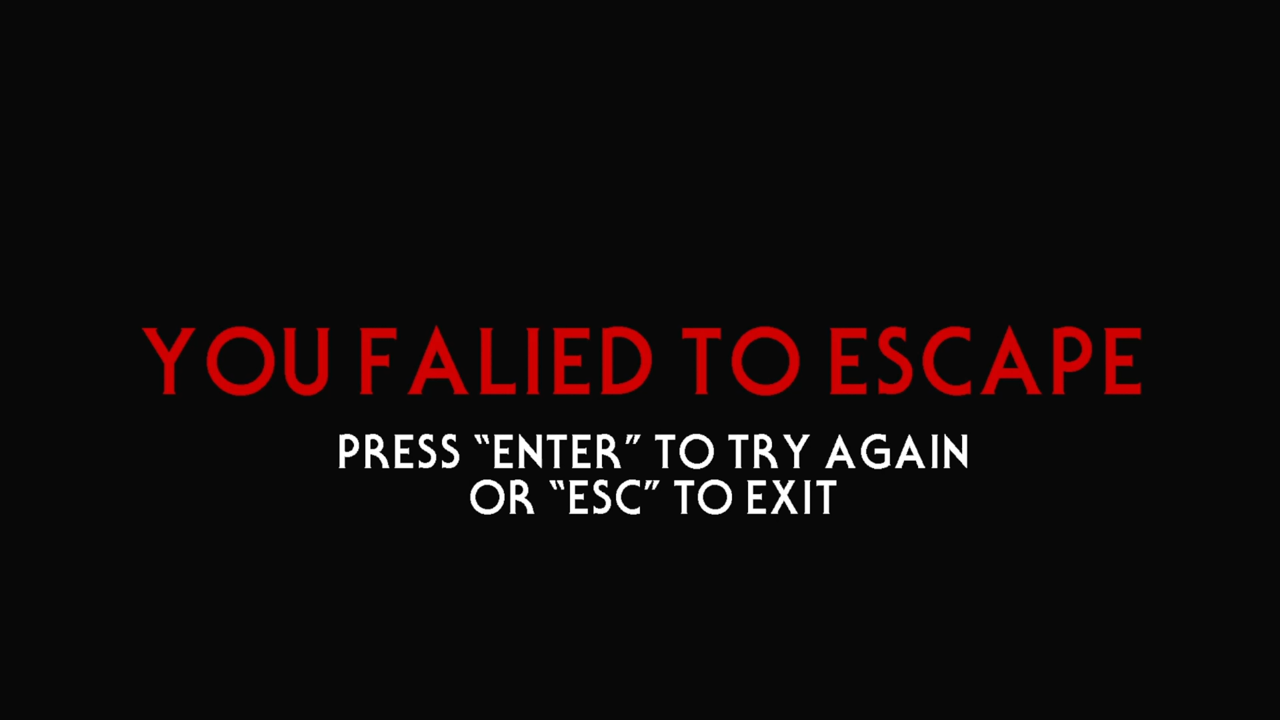 YOU FALIED TO ESCAPE
PRESS “ENTER” TO TRY AGAIN
OR “ESC” TO EXIT